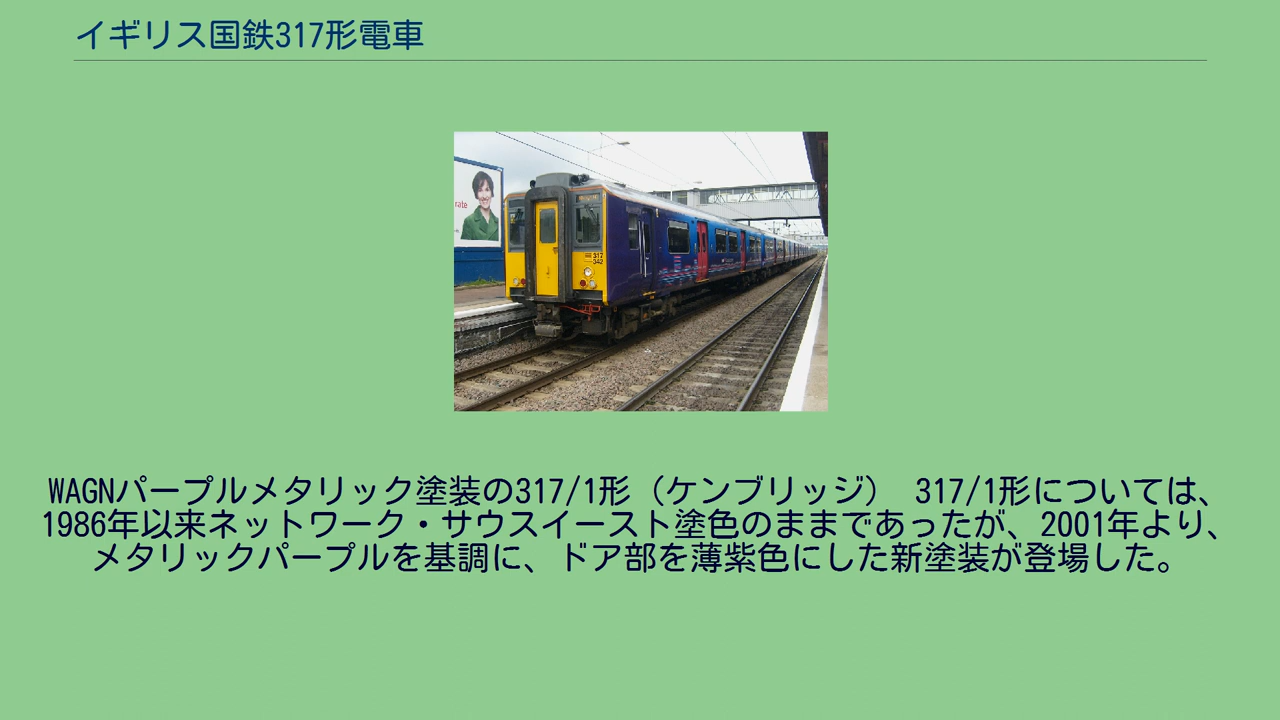 イギリス国鉄317形電車
rate
317
342
WAGNパープルメタリック塗装の317/1形（ケンブリッジ）　317/1形については、
1986年以来ネットワーク・サウスイースト塗色のままであったが、2001年より、
メタリックパープルを基調に、ドア部を薄紫色にした新塗装が登場した。